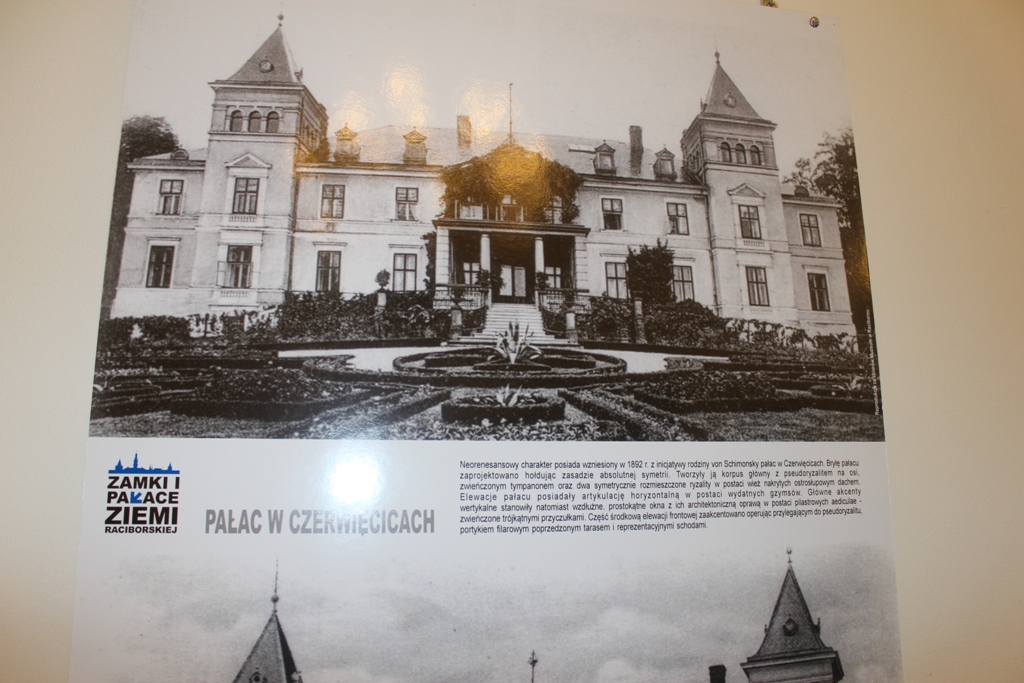 ZAMKI I
PAŁACE
ZIEMI
RACIBORSKIEJ
PAŁAC W CZERWIĘCICACH
Neorenesansowy charakter posiada wzniesiony w 1892 r. z inicjatywy rodziny von Schimonsky pałac w Czerwięcicach. Bryłę pałacu
zaprojektowano hołdując zasadzie absolutnej symetrii. Tworzyły ją korpus główny z pseudoryzalitem na osi,
zwieńczonym tympanonem oraz dwa symetrycznie rozmieszczone ryzality w postaci wież nakrytych ostrosłupowym dachem.
Elewacje pałacu posiadały artykulację horyzontalną w postaci wydatnych gzymsów. Główne akcenty
wertykalne stanowiły natomiast wzdłużne, prostokątne okna z ich architektoniczną oprawą w postaci pilastrowych aediculae -
zwieńczone trójkątnymi przyczułkami. Część środkową elewacji frontowej zaakcentowano operując przylegającym do pseudoryzalitu,
portykiem filarowym poprzedzonym tarasem i reprezentacyjnymi schodami.